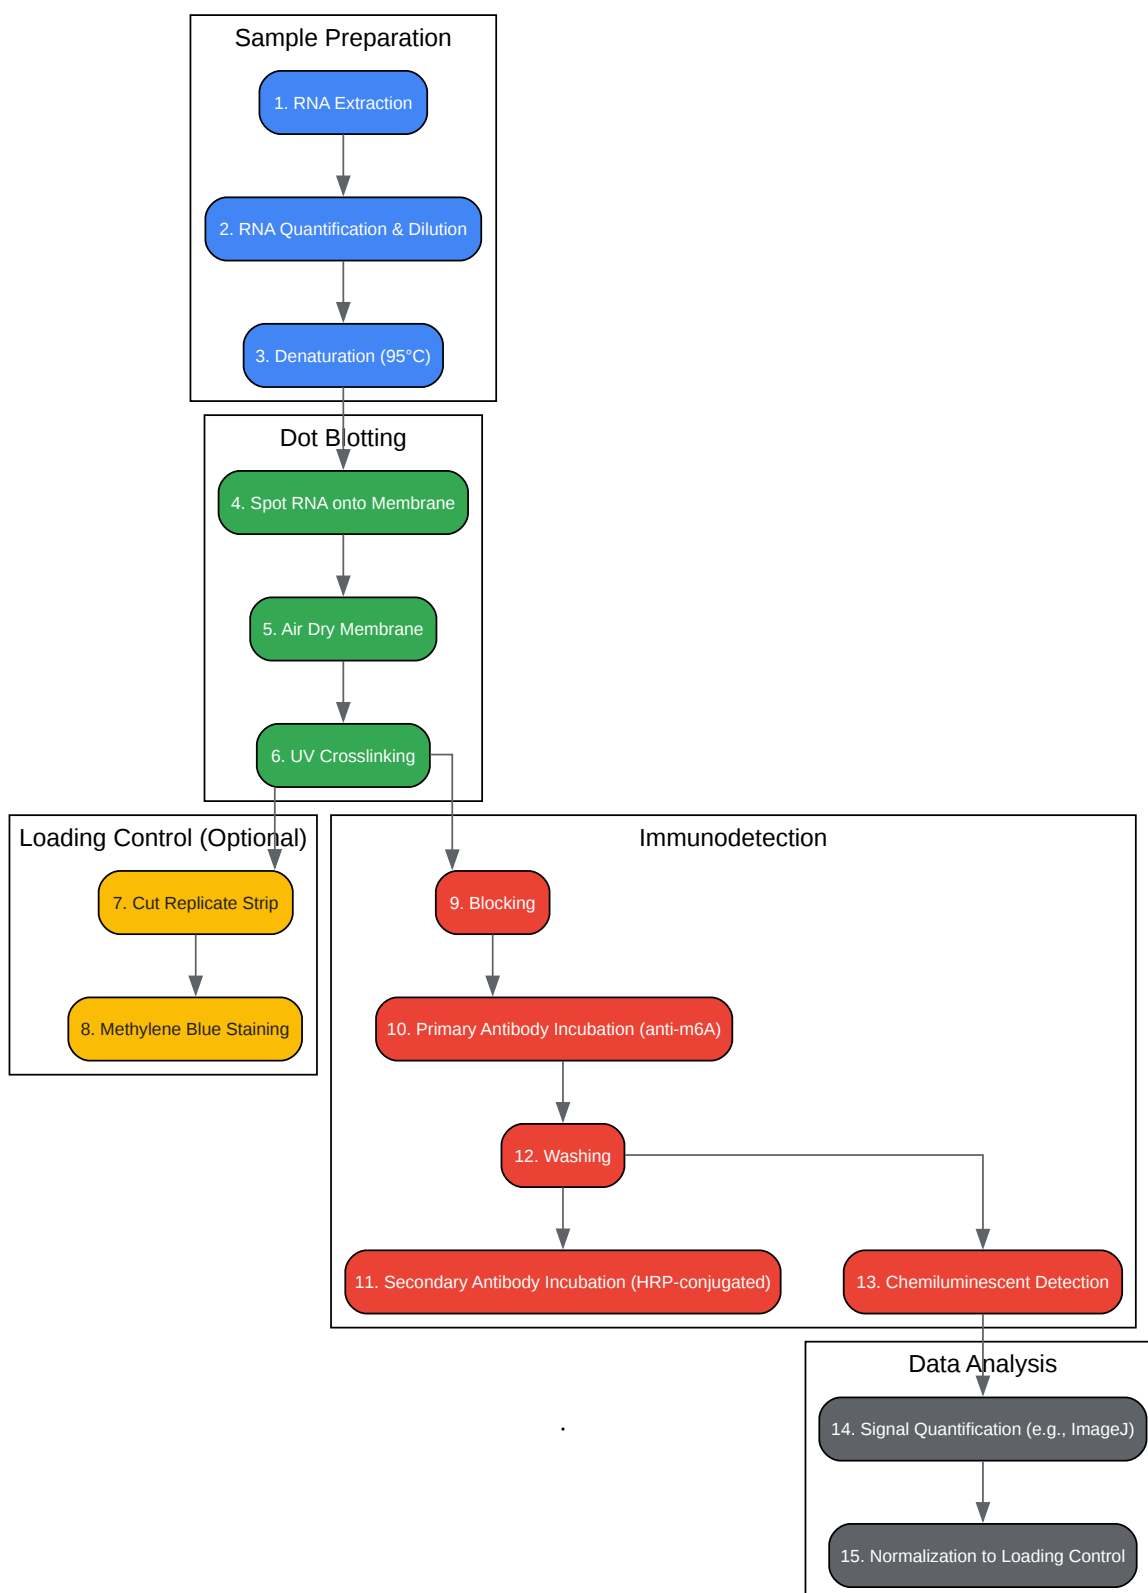 Sample Preparation
1. RNA Extraction
2. RNA Quantification & Dilution
3. Denaturation (95°C)
Dot Blotting
4. Spot RNA onto Membrane
5. Air Dry Membrane
6. UV Crosslinking
Loading Control (Optional)
7. Cut Replicate Strip
8. Methylene Blue Staining
Immunodetection
9. Blocking
10. Primary Antibody Incubation (anti-m6A)
12. Washing
11. Secondary Antibody Incubation (HRP-conjugated)
13. Chemiluminescent Detection
Data Analysis
14. Signal Quantification (e.g., ImageJ)
15. Normalization to Loading Control
.